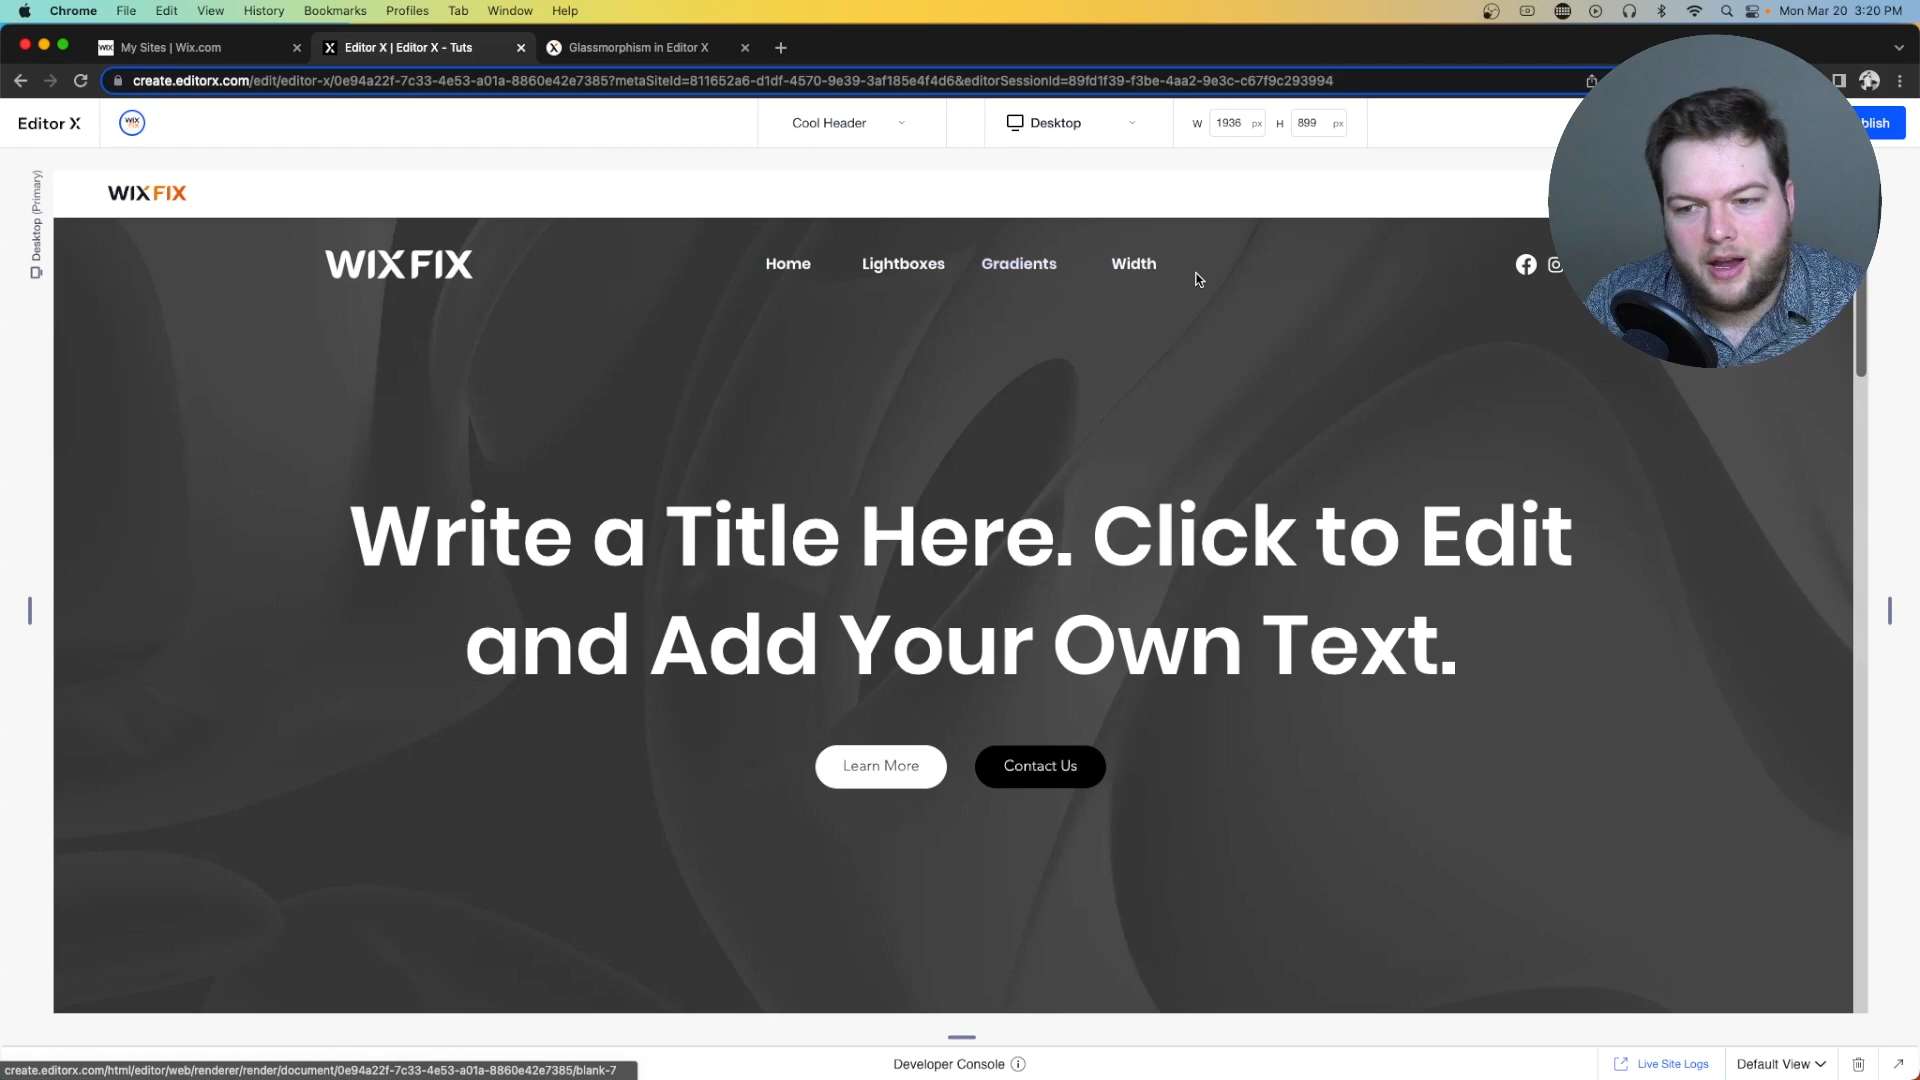 Chrome File Edit View History Bookmarks Profiles Tab Window Help Mon Mar 20 3:20 PM
WIX My Sites | Wix.com X Editor X | Editor X - Tuts X Glassmorphism in Editor X
create.editorx.com/edit/editor-x/0e94a22f-7c33-4e53-a01a-8860e42e7385?metaSiteId=811652a6-d1df-4570-9e39-3af185e4f4d6&editorSessionId=89fd1f39-f3be-4aa2-9e3c-c67f9c293994
Editor X WIX FIX Cool Header Desktop W 1936 px H 899 px blish
Desktop (Primary)
WIXFIX
WIXFIX Home Lightboxes Gradients Width
Write a Title Here. Click to Edit
and Add Your Own Text.
Learn More Contact Us
Developer Console Live Site Logs Default View
create.editorx.com/html/editor/web/renderer/render/document/0e94a22f-7c33-4e53-a01a-8860e42e7385/blank-7